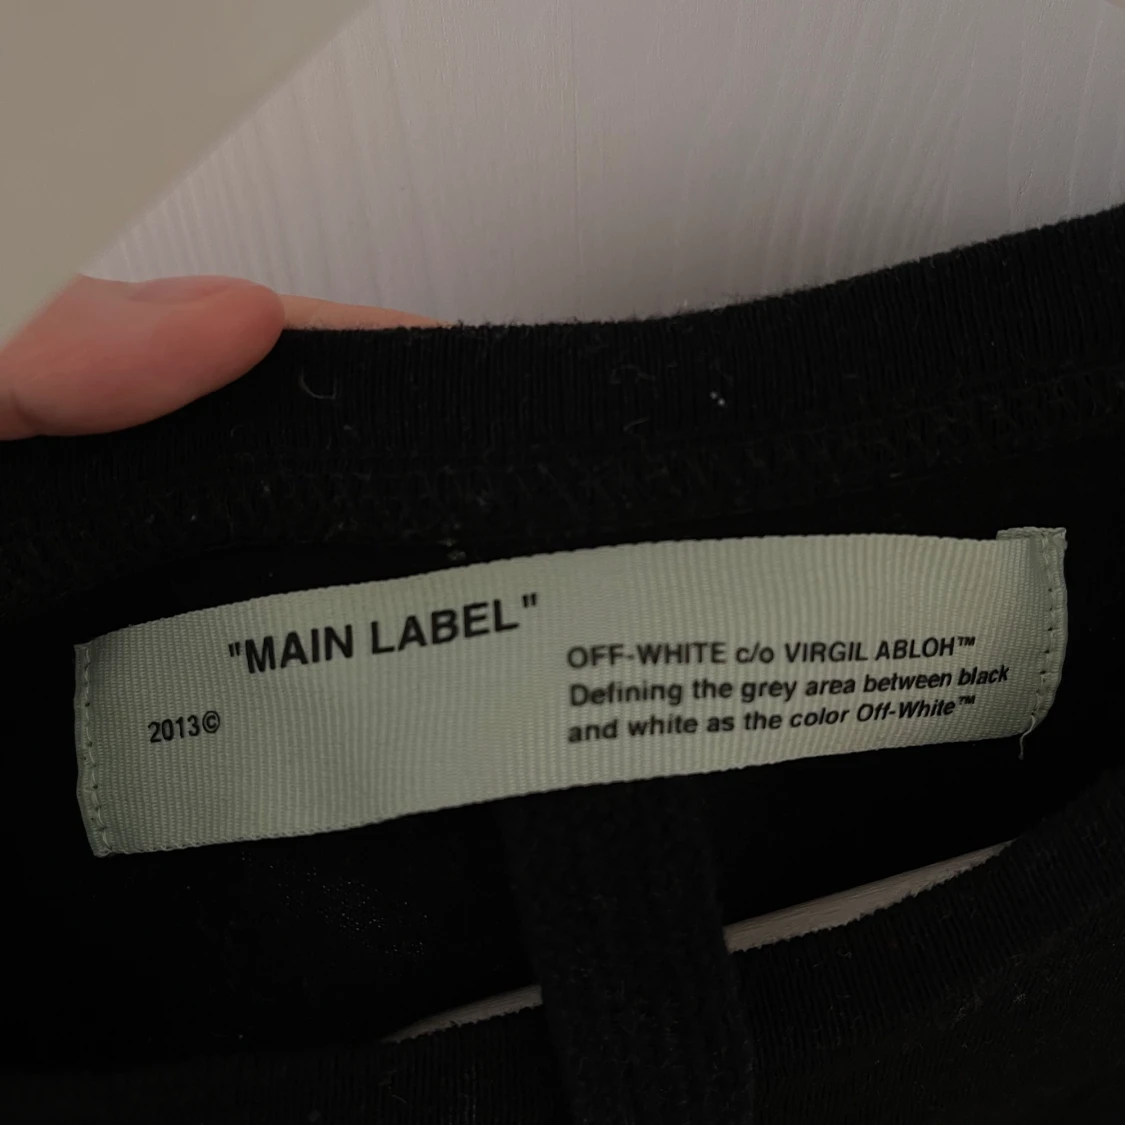 "MAIN LABEL"
2013©
OFF-WHITE c/o VIRGIL ABLOH™
Defining the grey area between black
and white as the color Off-White™